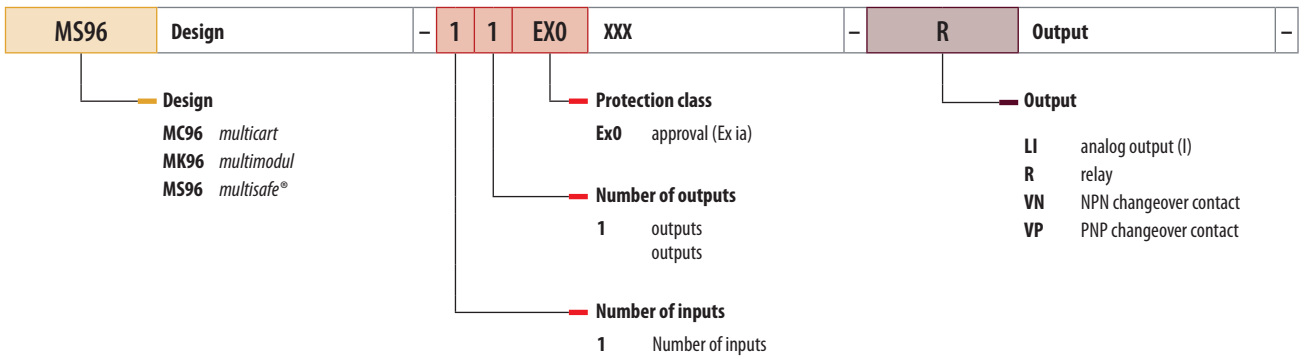 MS96 Design – 1 1 EX0 XXX – R Output –
Design
MC96 multicart
MK96 multimodul
MS96 multisafe®
Protection class
Ex0 approval (Ex ia)
Number of outputs
1 outputs
outputs
Number of inputs
1 Number of inputs
Output
LI analog output (I)
R relay
VN NPN changeover contact
VP PNP changeover contact